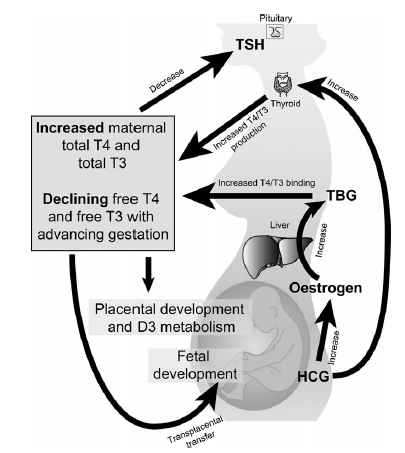 Pituitary
TSH
Decrease
Thyroid
Increase
Increased T4/T3
production
Increased maternal
total T4 and
total T3
Declining free T4
and free T3 with
advancing gestation
Increased T4/T3 binding
TBG
Liver
Increase
Oestrogen
Placental development
and D3 metabolism
Fetal
development
Increase
HCG
Transplacental
transfer